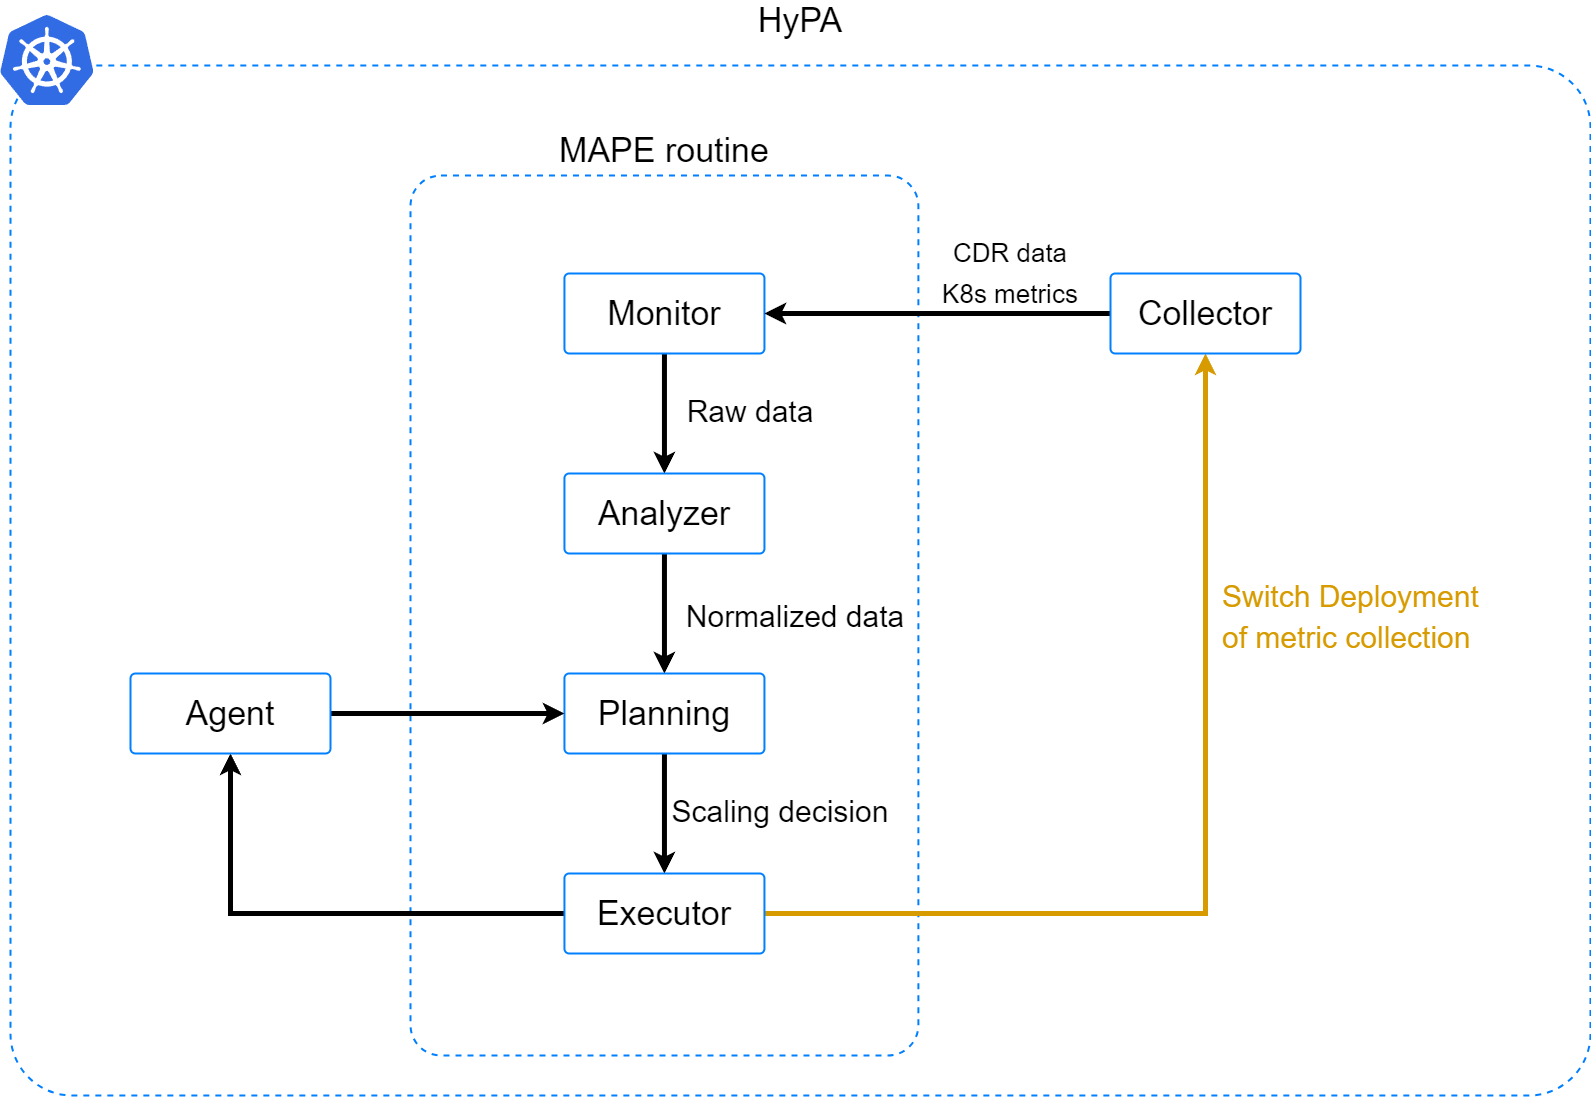 HyPA
MAPE routine
CDR data
K8s metrics
Monitor
Collector
Raw data
Analyzer
Switch Deployment
of metric collection
Normalized data
Agent
Planning
Scaling decision
Executor